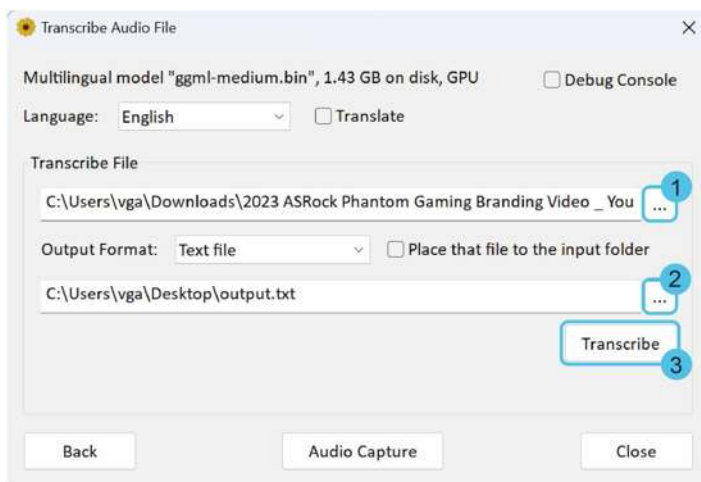 Transcribe Audio File
Multilingual model "ggml-medium.bin", 1.43 GB on disk, GPU
Debug Console
Language: English
Translate
Transcribe File
C:\Users\vga\Downloads\2023 ASRock Phantom Gaming Branding Video _ You
...
1
Output Format: Text file
Place that file to the input folder
C:\Users\vga\Desktop\output.txt
...
2
Transcribe
3
Back
Audio Capture
Close